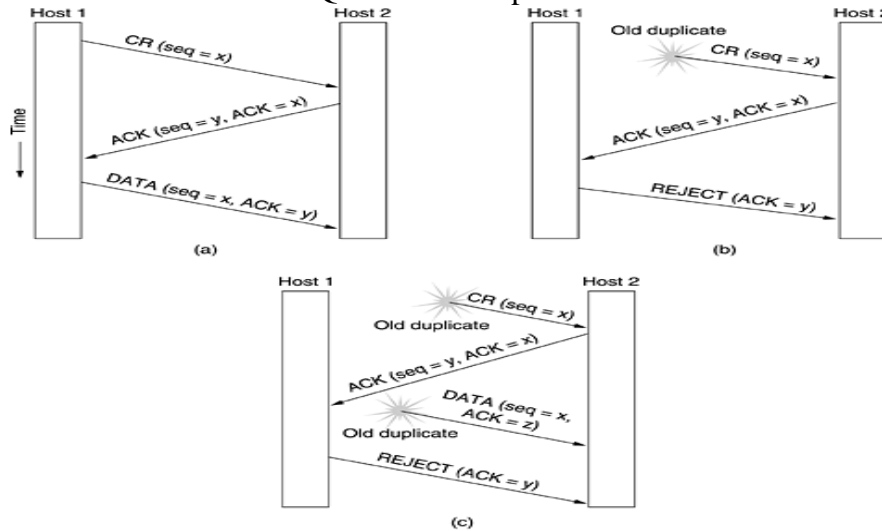 Host 1
Host 2
CR (seq = x)
ACK (seq = y, ACK = x)
DATA (seq = x, ACK = y)
Time
(a)
Host 1
Old duplicate
CR (seq = x)
ACK (seq = y, ACK = x)
REJECT (ACK = y)
(b)
Host 1
Host 2
CR (seq = x)
Old duplicate
ACK (seq = y, ACK = x)
DATA (seq = x,
ACK = z)
Old duplicate
REJECT (ACK = y)
(c)